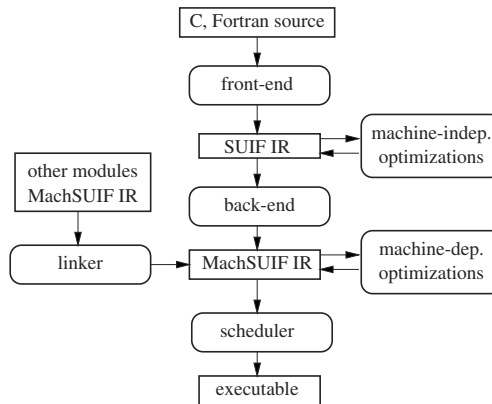 C, Fortran source
front-end
SUIF IR
machine-indep.
optimizations
other modules
MachSUIF IR
back-end
linker
MachSUIF IR
machine-dep.
optimizations
scheduler
executable